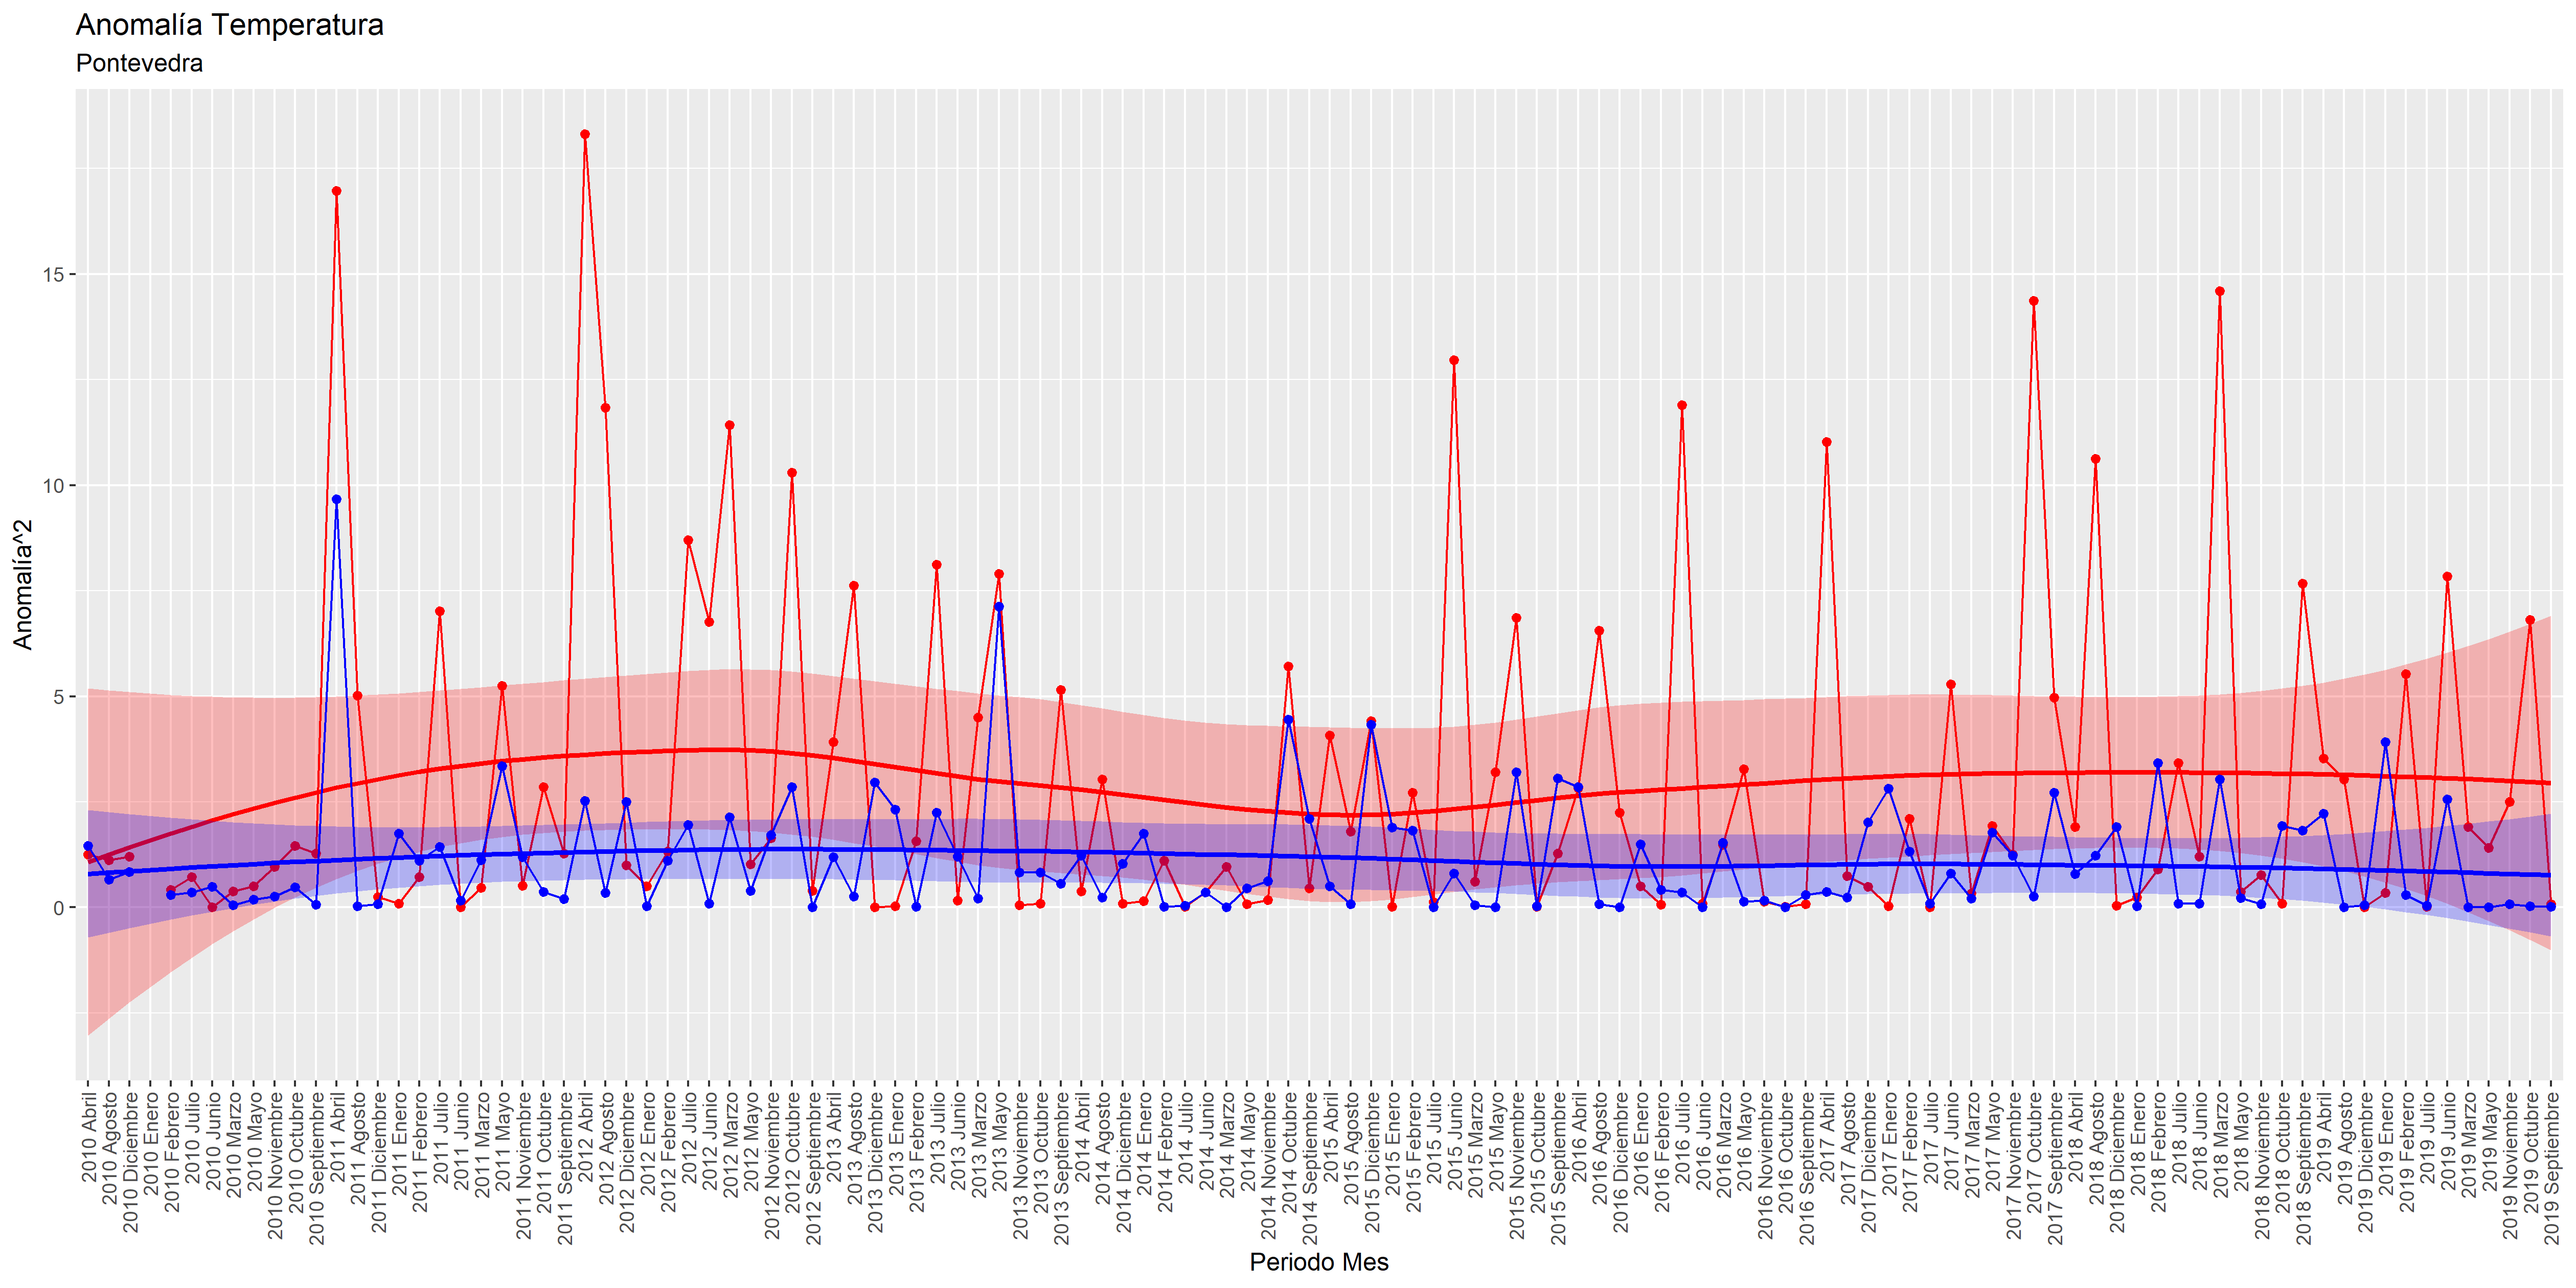 Anomalía Temperatura
Pontevedra
Anomalía^2
15
10
5
0
2010 Abril
2010 Agosto
2010 Diciembre
2010 Enero
2010 Febrero
2010 Julio
2010 Junio
2010 Marzo
2010 Mayo
2010 Noviembre
2010 Octubre
2010 Septiembre
2011 Abril
2011 Agosto
2011 Diciembre
2011 Enero
2011 Febrero
2011 Julio
2011 Junio
2011 Marzo
2011 Mayo
2011 Noviembre
2011 Octubre
2011 Septiembre
2012 Abril
2012 Agosto
2012 Diciembre
2012 Enero
2012 Febrero
2012 Julio
2012 Junio
2012 Marzo
2012 Mayo
2012 Noviembre
2012 Octubre
2012 Septiembre
2013 Abril
2013 Agosto
2013 Diciembre
2013 Enero
2013 Febrero
2013 Julio
2013 Junio
2013 Marzo
2013 Mayo
2013 Noviembre
2013 Octubre
2013 Septiembre
2014 Abril
2014 Agosto
2014 Diciembre
2014 Enero
2014 Febrero
2014 Julio
2014 Junio
2014 Marzo
2014 Mayo
2014 Noviembre
2014 Octubre
2014 Septiembre
2015 Abril
2015 Agosto
2015 Diciembre
2015 Enero
2015 Febrero
2015 Julio
2015 Junio
2015 Marzo
2015 Mayo
2015 Noviembre
2015 Octubre
2015 Septiembre
2016 Abril
2016 Agosto
2016 Diciembre
2016 Enero
2016 Febrero
2016 Julio
2016 Junio
2016 Marzo
2016 Mayo
2016 Noviembre
2016 Octubre
2016 Septiembre
2017 Abril
2017 Agosto
2017 Diciembre
2017 Enero
2017 Febrero
2017 Julio
2017 Junio
2017 Marzo
2017 Mayo
2017 Noviembre
2017 Octubre
2017 Septiembre
2018 Abril
2018 Agosto
2018 Diciembre
2018 Enero
2018 Febrero
2018 Julio
2018 Junio
2018 Marzo
2018 Mayo
2018 Noviembre
2018 Octubre
2018 Septiembre
2019 Abril
2019 Agosto
2019 Diciembre
2019 Enero
2019 Febrero
2019 Julio
2019 Junio
2019 Marzo
2019 Mayo
2019 Noviembre
2019 Octubre
2019 Septiembre
Periodo Mes